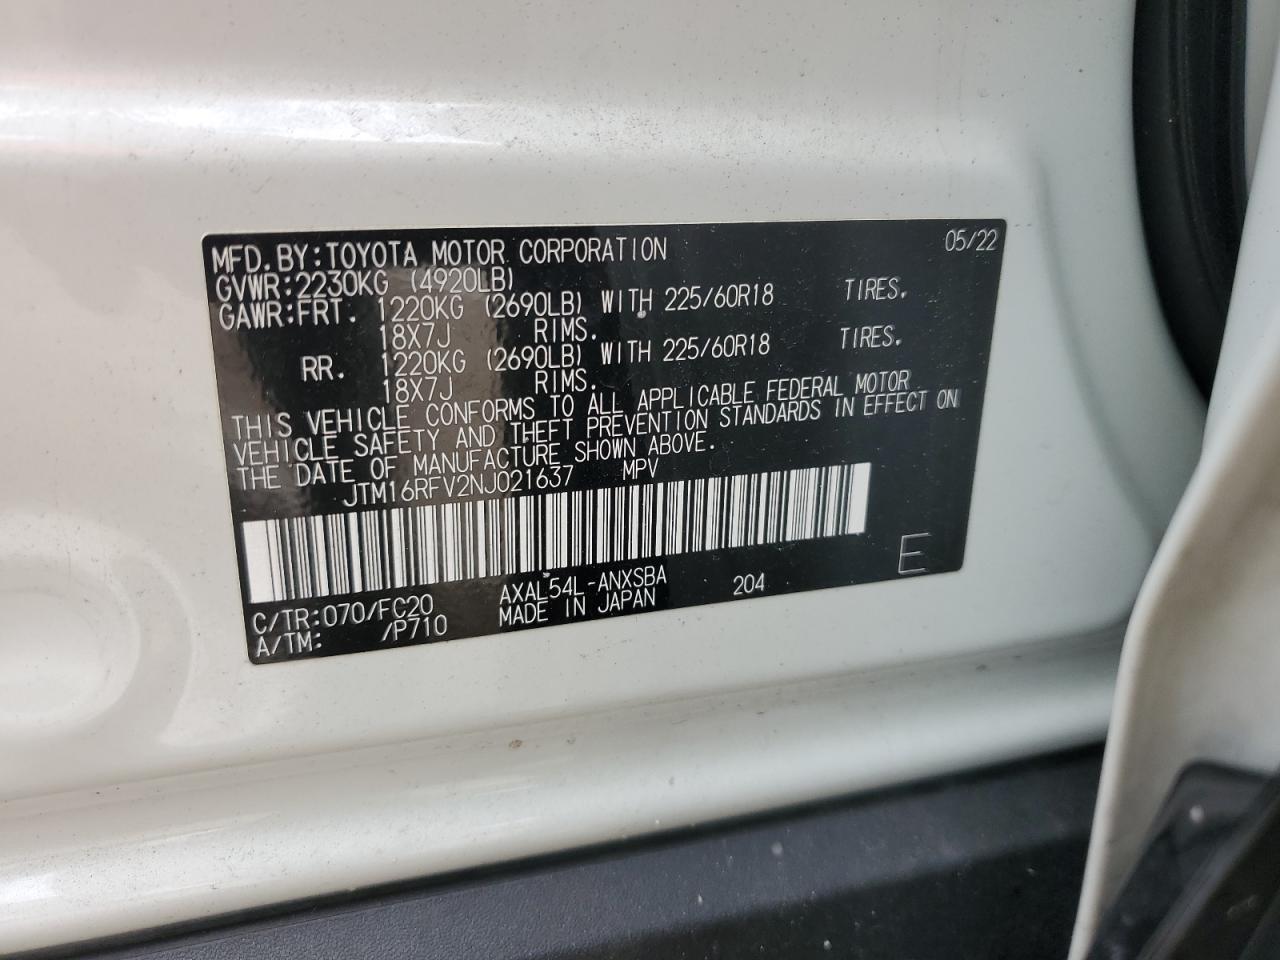 MFD.BY:TOYOTA MOTOR CORPORATION 05/22
GVWR:2230KG (4920LB)
GAWR:FRT. 1220KG (2690LB) WITH 225/60R18 TIRES.
18X7J RIMS.
RR. 1220KG (2690LB) WITH 225/60R18 TIRES.
18X7J RIMS.
THIS VEHICLE CONFORMS TO ALL APPLICABLE FEDERAL MOTOR
VEHICLE SAFETY AND THEFT PREVENTION STANDARDS IN EFFECT ON
THE DATE OF MANUFACTURE SHOWN ABOVE.
JTM16RFV2NJ021637 MPV
E
C/TR:070/FC20 AXAL54L-ANXSBA 204
A/TM: /P710 MADE IN JAPAN